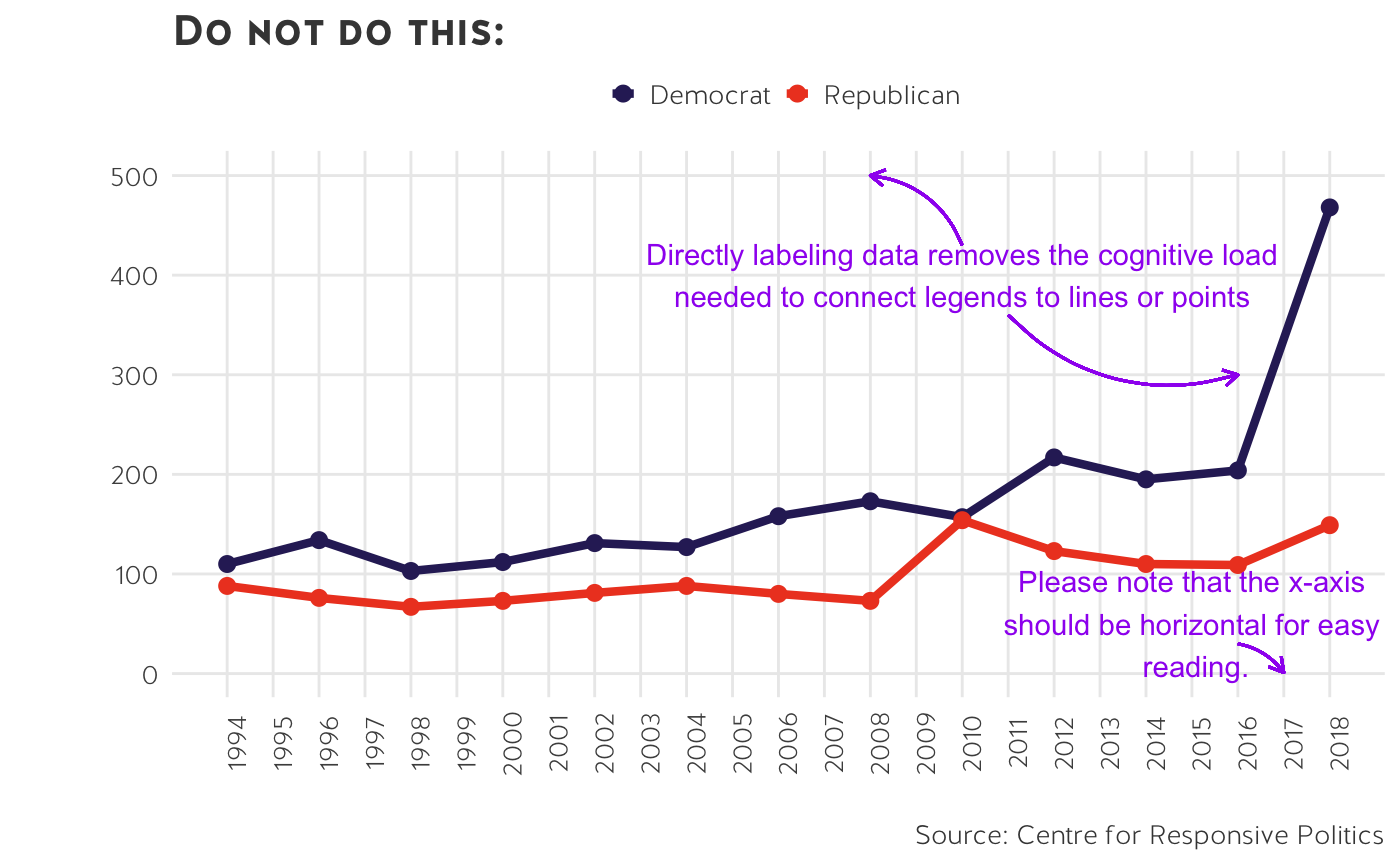 Do not do this:
Democrat Republican
500
Directly labeling data removes the cognitive load
400
needed to connect legends to lines or points
300
200
100
Please note that the x-axis
should be horizontal for easy
reading.
0
1994 1995 1996 1997 1998 1999 2000 2001 2002 2003 2004 2005 2006 2007 2008 2009 2010 2011 2012 2013 2014 2015 2016 2017 2018
Source: Centre for Responsive Politics